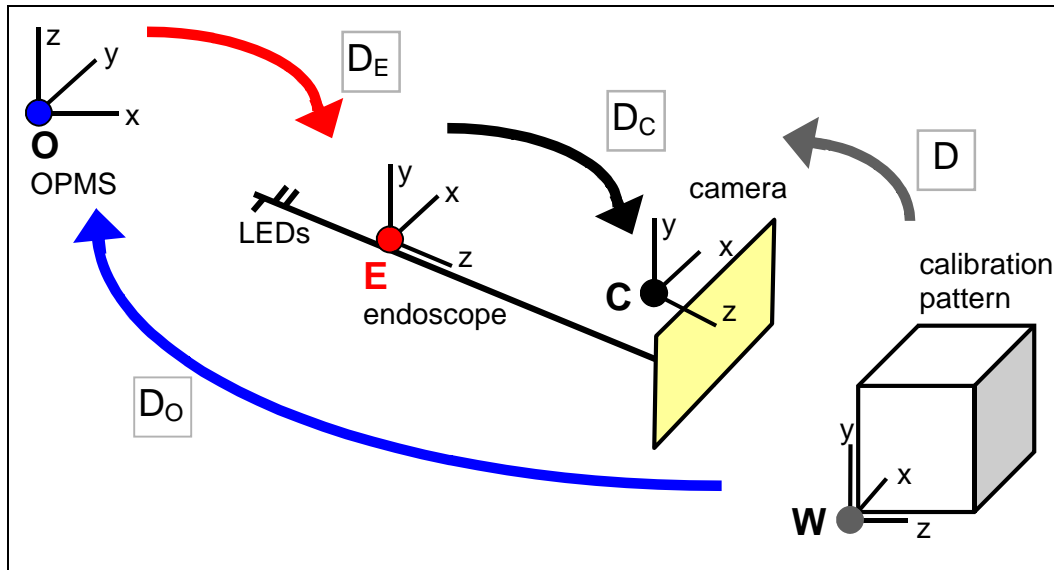 z
y
x
O
OPMS
D_E
D_C
D
camera
y
x
z
LEDs
E
endoscope
y
x
z
C
calibration
pattern
D_O
y
x
z
W